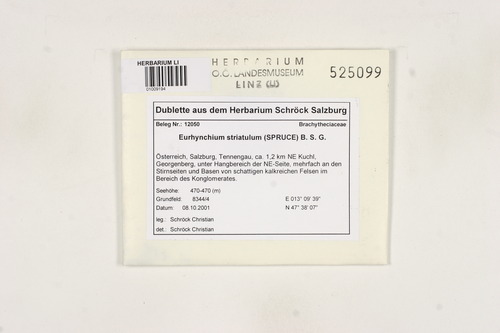 HERBARIUM LI
01009194
HERBARIUM
O.Ö. LANDESMUSEUM
LINZ (LI)
525099
Dublette aus dem Herbarium Schröck Salzburg
Beleg Nr.: 12050 Brachytheciaceae
Eurhynchium striatulum (SPRUCE) B. S. G.
Österreich, Salzburg, Tennengau, ca. 1,2 km NE Kuchl,
Georgenberg, unter Hangbereich der NE-Seite, mehrfach an den
Stirnseiten und Basen von schattigen kalkreichen Felsen im
Bereich des Konglomerates.
Seehöhe: 470-470 (m)
Grundfeld: 8344/4 E 013° 09' 39"
Datum 08.10.2001 N 47° 38' 07"
leg.: Schröck Christian
det.: Schröck Christian